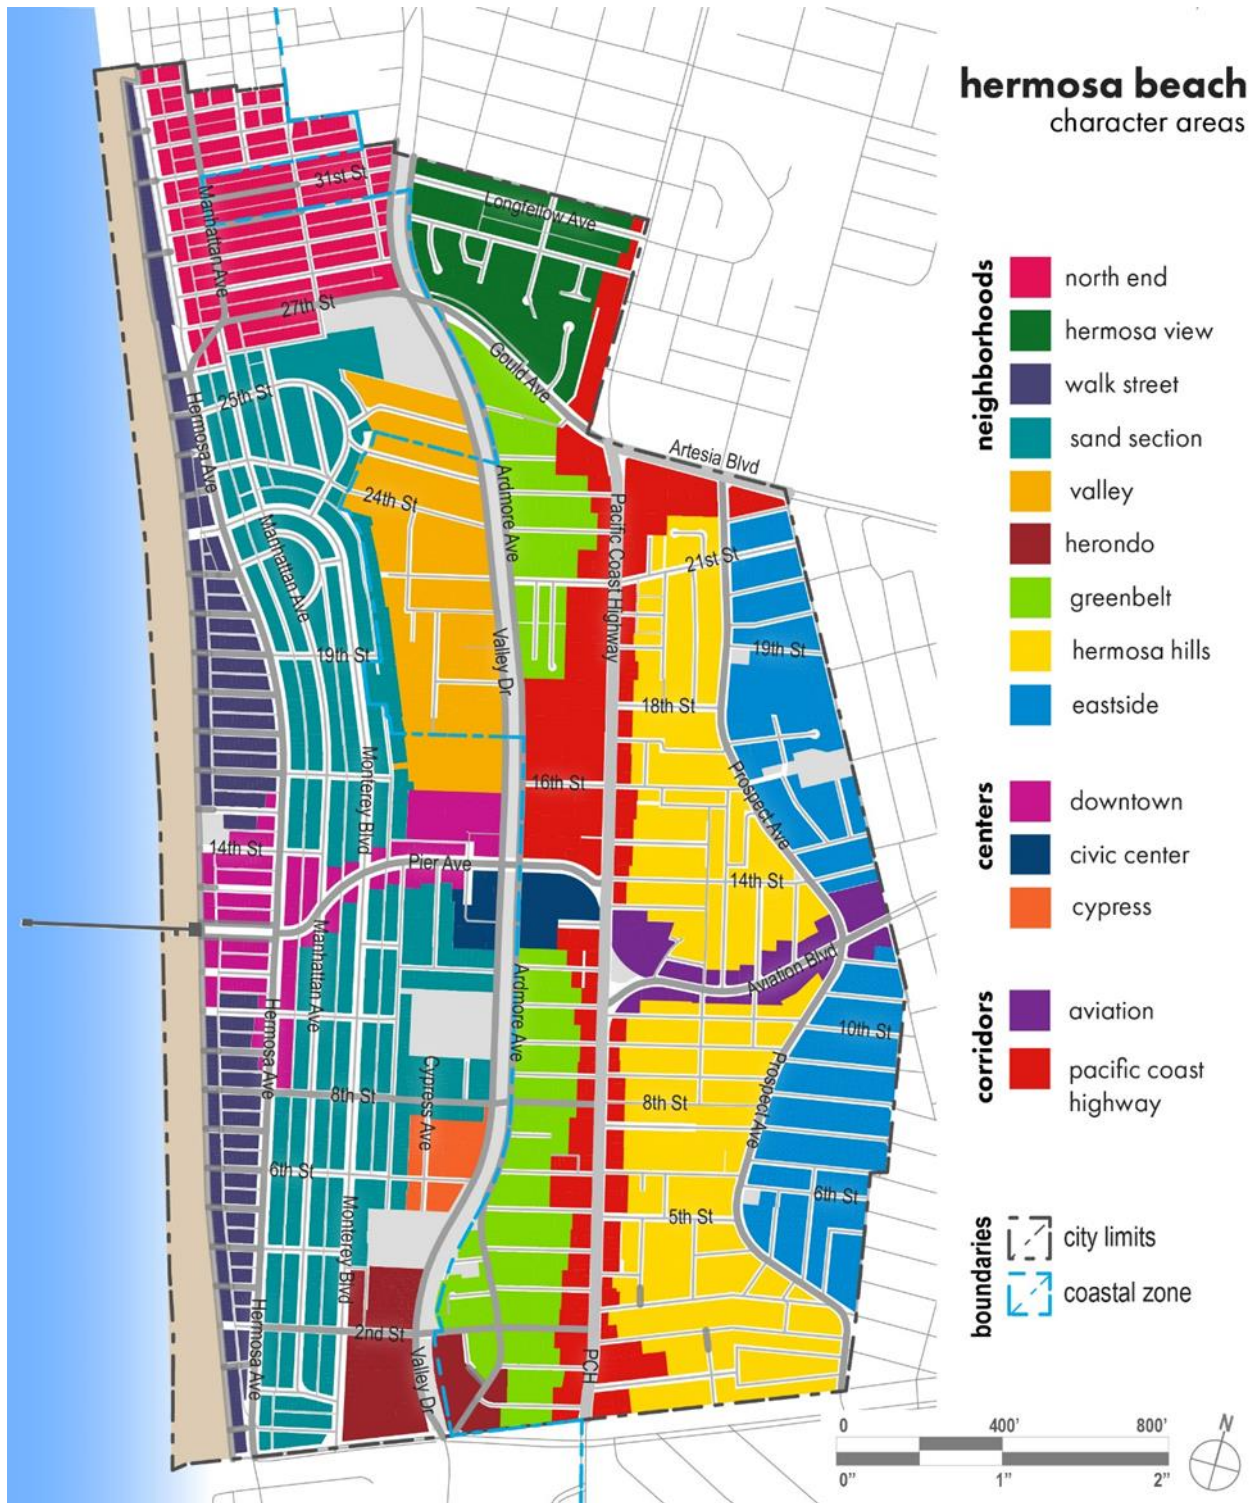 hermosa beach
character areas
neighborhoods
north end
hermosa view
walk street
sand section
valley
herondo
greenbelt
hermosa hills
eastside
centers
downtown
civic center
cypress
corridors
aviation
pacific coast
highway
boundaries
city limits
coastal zone
0 400' 800'
0" 1" 2"
N
31st St
Longfellow Ave
Manhattan Ave
27th St
Gould Ave
25th St
Hermosa Ave
Artesia Blvd
24th St
Ardmore Ave
Pacific Coast Highway
Manhattan Ave
21st St
19th St
Valley Dr
19th St
18th St
Monterey Blvd
16th St
Prospect Ave
14th St
Pier Ave
14th St
Manhattan Ave
Aviation Blvd
Hermosa Ave
Ardmore Ave
10th St
Cypress Ave
8th St
8th St
Prospect Ave
6th St
6th St
Monterey Blvd
5th St
Hermosa Ave
2nd St
Valley Dr
PCH